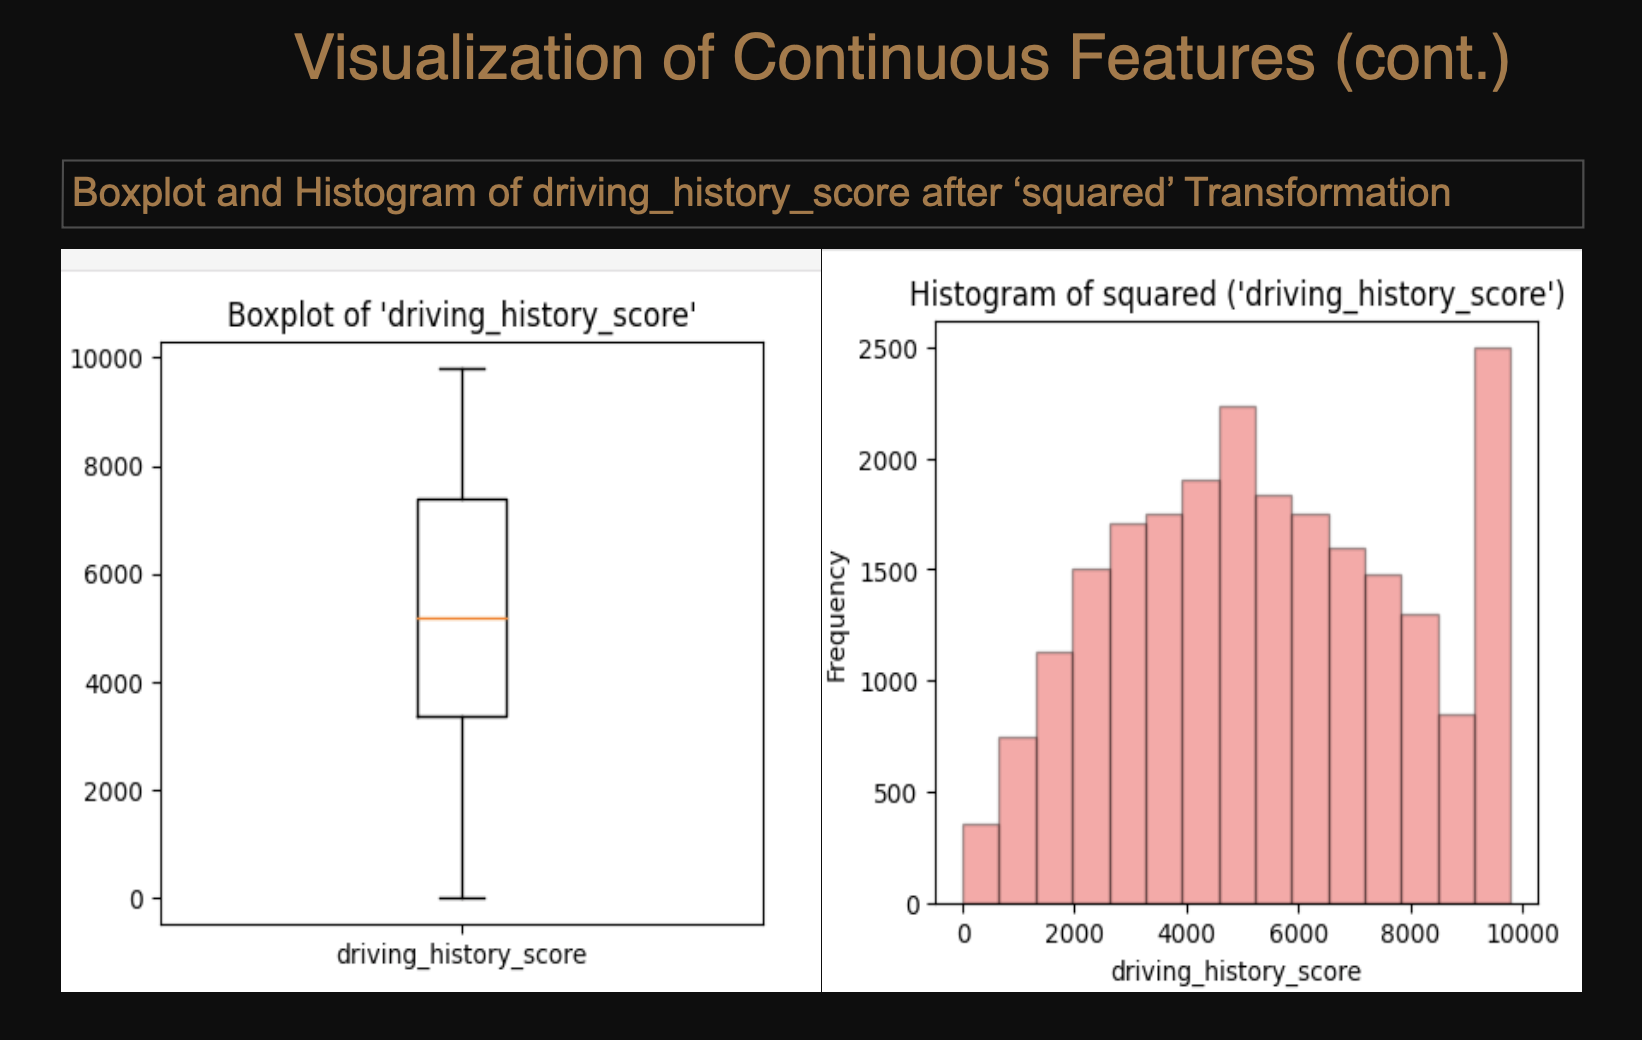 Visualization of Continuous Features (cont.)
Boxplot and Histogram of driving_history_score after ‘squared’ Transformation
Boxplot of 'driving_history_score'
10000
8000
6000
4000
2000
0
driving_history_score
Histogram of squared ('driving_history_score')
Frequency
2500
2000
1500
1000
500
0
0 2000 4000 6000 8000 10000
driving_history_score